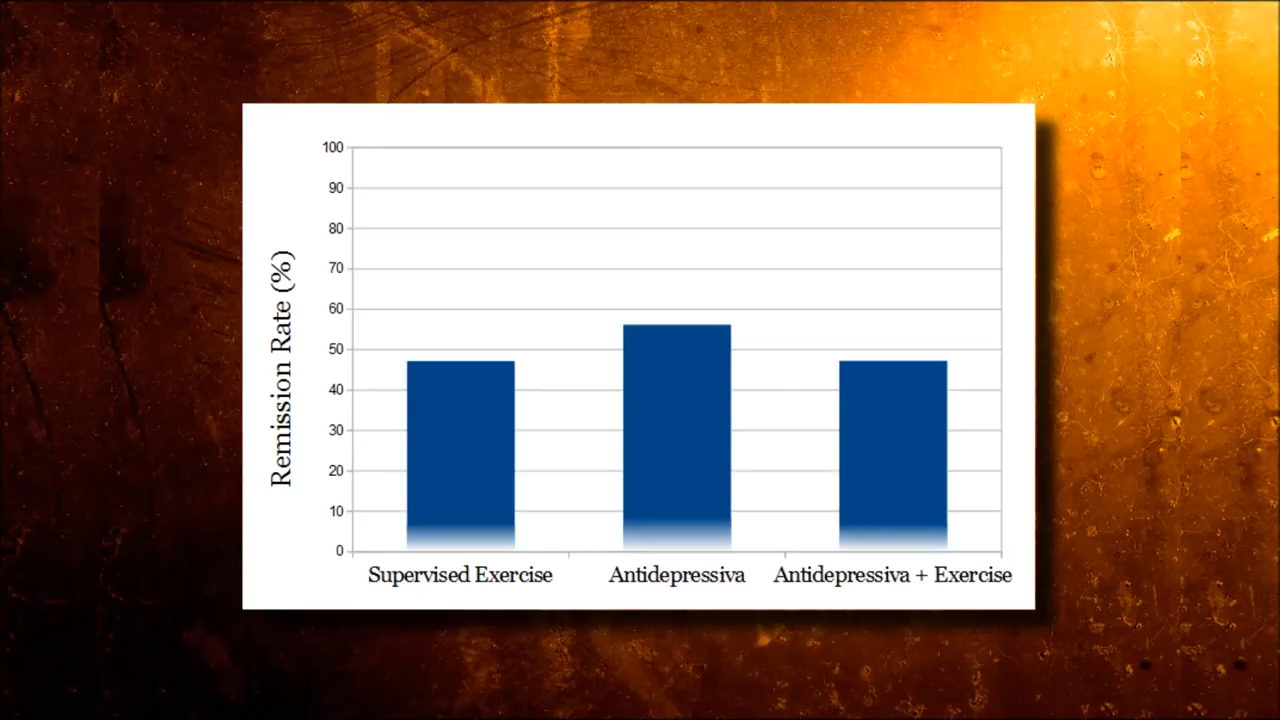 Remission Rate (%)
100
90
80
70
60
50
40
30
20
10
0
Supervised Exercise
Antidepressiva
Antidepressiva + Exercise